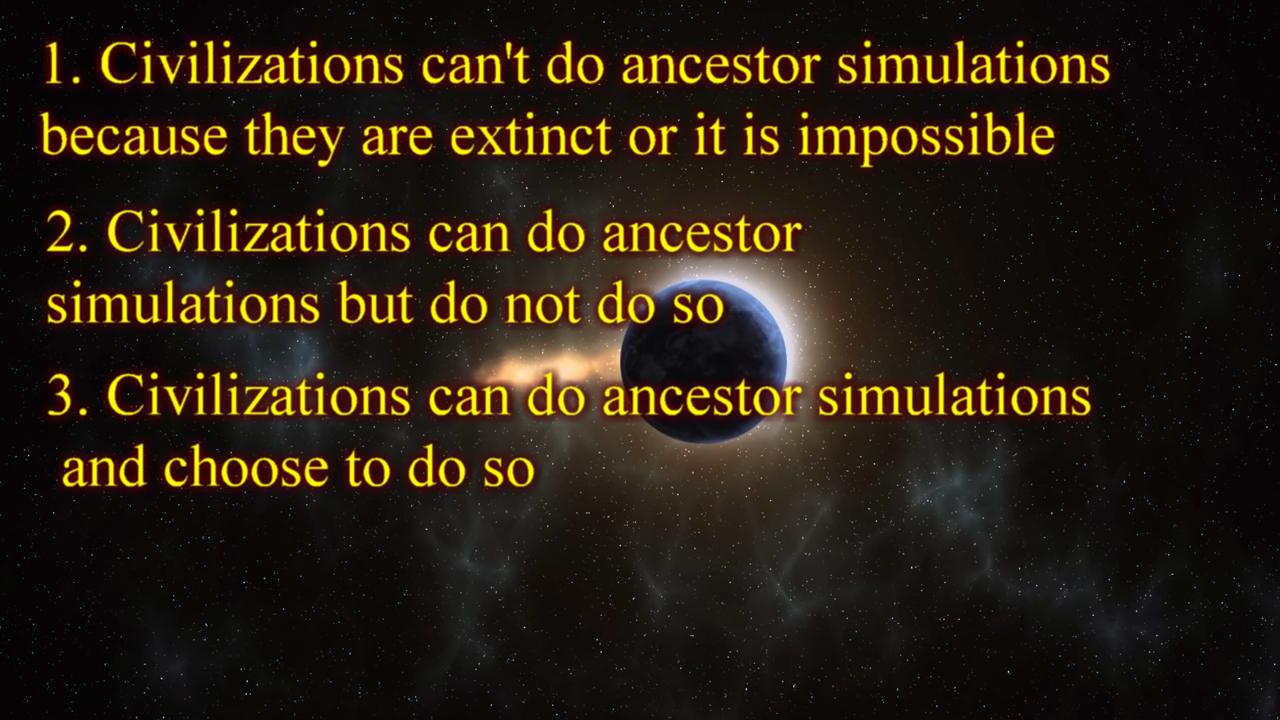 1. Civilizations can't do ancestor simulations
because they are extinct or it is impossible
2. Civilizations can do ancestor
simulations but do not do so
3. Civilizations can do ancestor simulations
and choose to do so